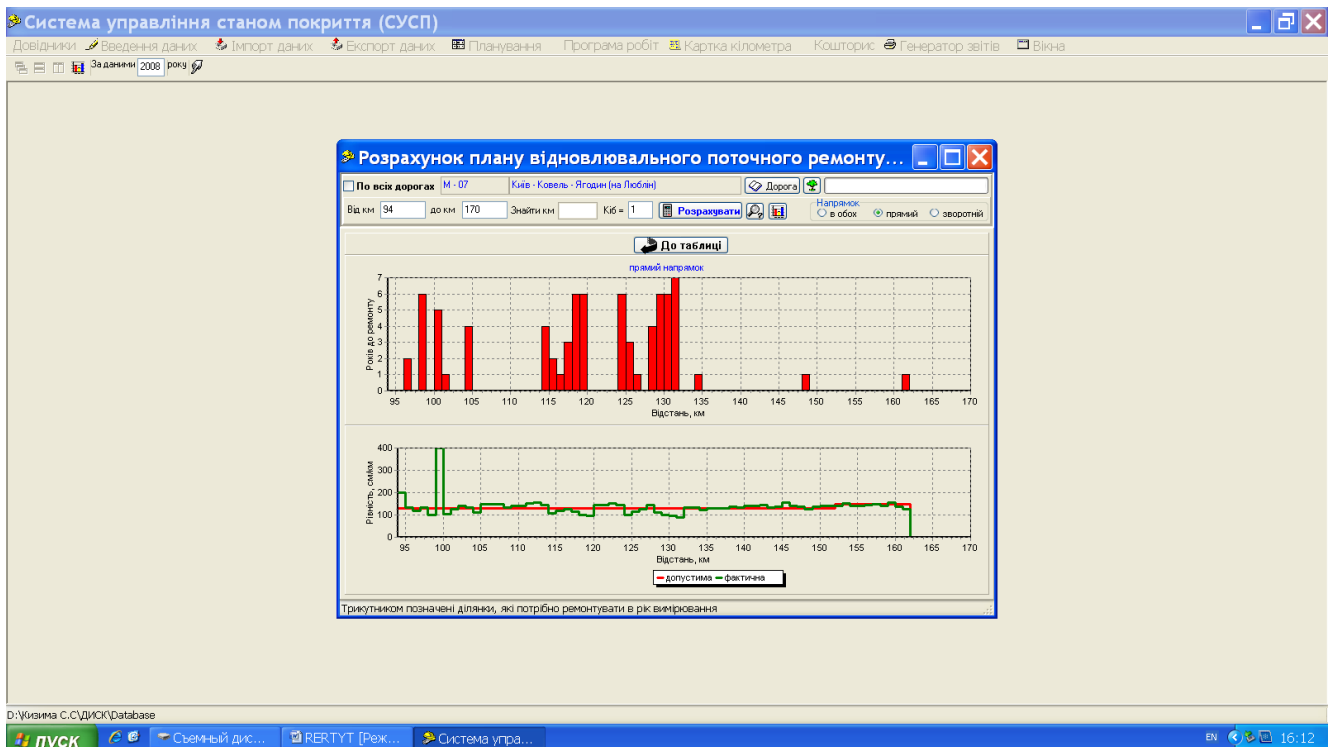 Система управління станом покриття (СУСП)
Довідники Введення даних Імпорт даних Експорт даних Планування Програма робіт Картка кілометра Кошторис Генератор звітів Вікна
За даними 2008 року
Розрахунок плану відновлювального поточного ремонту...
По всіх дорогах М - 07 Київ - Ковель - Ягодин (на Люблін) Дорога
Від км 94 до км 170 Знайти км Kіб = 1 Розрахувати Напрямок в обох прямий зворотній
До таблиці
прямий напрямок
Років до ремонту
7
6
5
4
3
2
1
0
95 100 105 110 115 120 125 130 135 140 145 150 155 160 165 170
Відстань, км
Рівність, см/км
400
300
200
100
0
95 100 105 110 115 120 125 130 135 140 145 150 155 160 165 170
Відстань, км
допустима фактична
Трикутником позначені ділянки, які потрібно ремонтувати в рік вимірювання
D:\Кизима С.С\ДИСК\Database
пуск Съемный дис... RERTYT [Реж... Система упра... EN 16:12